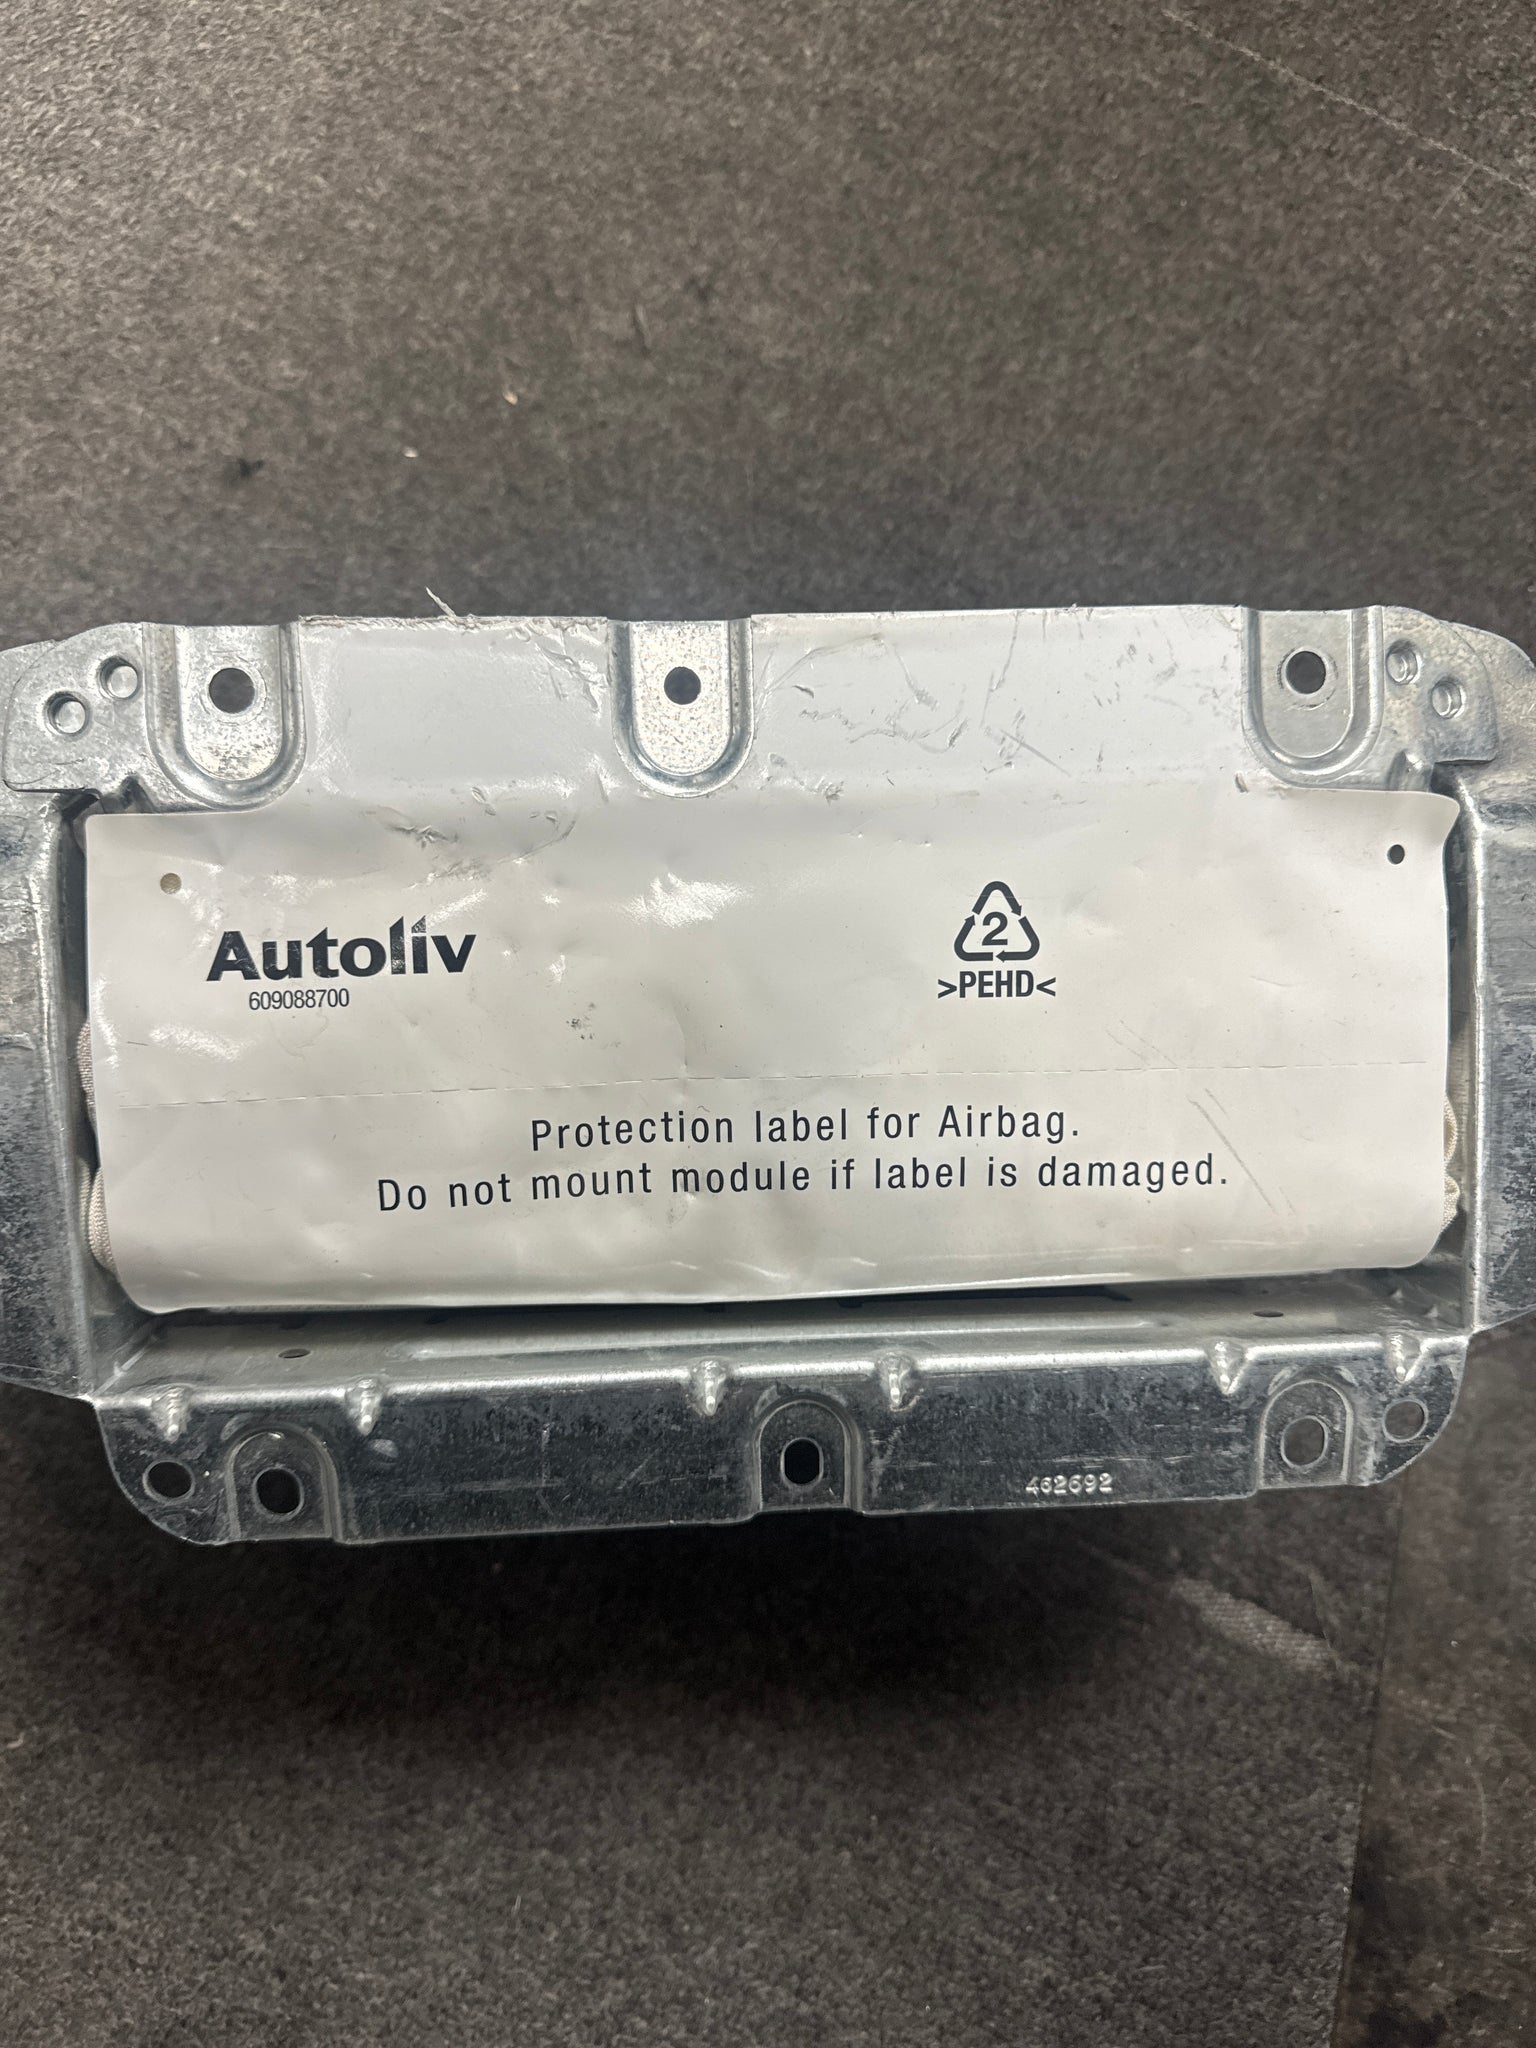 Autoliv
609088700
2
>PEHD<
Protection label for Airbag.
Do not mount module if label is damaged.
462692